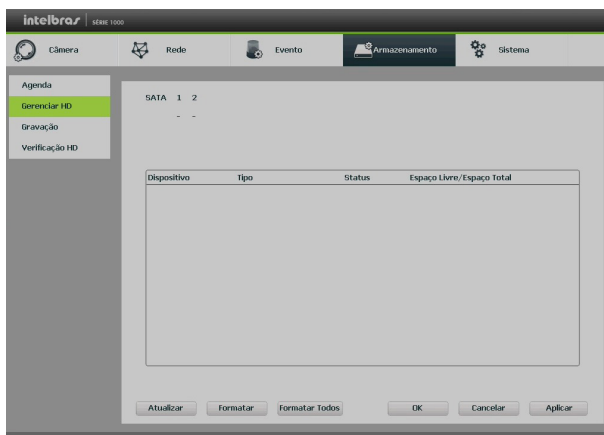 intelbras SÉRIE 1000
Câmera Rede Evento Armazenamento Sistema
Agenda
Gerenciar HD
Gravação
Verificação HD
SATA 1 2
- -
Dispositivo Tipo Status Espaço Livre/Espaço Total
Atualizar Formatar Formatar Todos OK Cancelar Aplicar